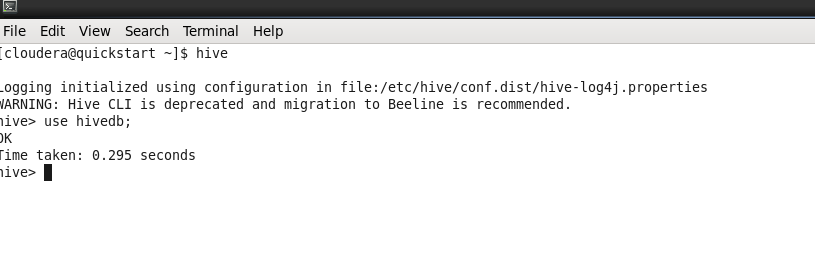 File Edit View Search Terminal Help
[cloudera@quickstart ~]$ hive
Logging initialized using configuration in file:/etc/hive/conf.dist/hive-log4j.properties
WARNING: Hive CLI is deprecated and migration to Beeline is recommended.
hive> use hivedb;
OK
Time taken: 0.295 seconds
hive>